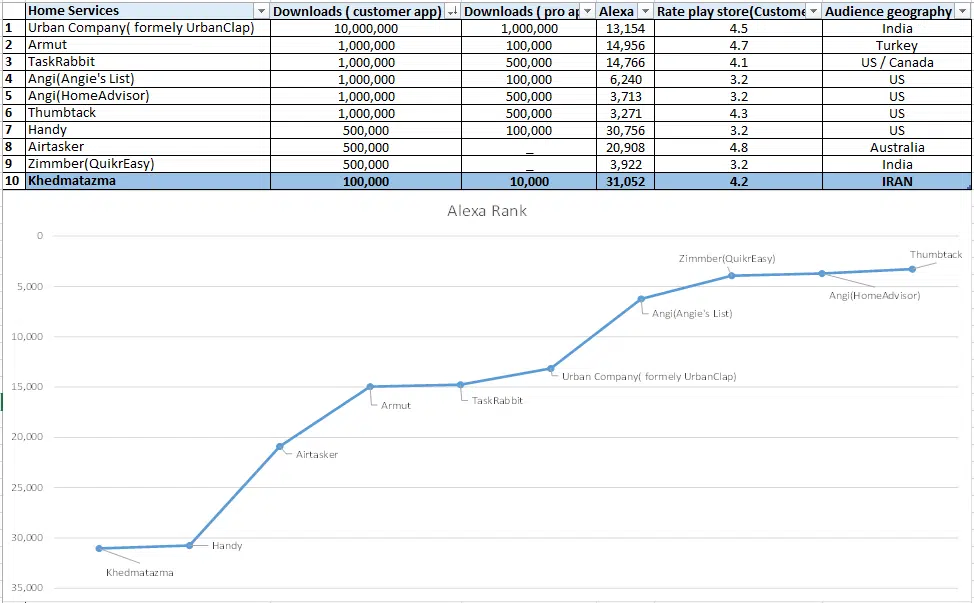 Home Services Downloads ( customer app) Downloads ( pro ap Alexa Rate play store(Custome Audience geography
1 Urban Company( formely UrbanClap) 10,000,000 1,000,000 13,154 4.5 India
2 Armut 1,000,000 100,000 14,956 4.7 Turkey
3 TaskRabbit 1,000,000 500,000 14,766 4.1 US / Canada
4 Angi(Angie's List) 1,000,000 100,000 6,240 3.2 US
5 Angi(HomeAdvisor) 1,000,000 500,000 3,713 3.2 US
6 Thumbtack 1,000,000 500,000 3,271 4.3 US
7 Handy 500,000 100,000 30,756 3.2 US
8 Airtasker 500,000 _ 20,908 4.8 Australia
9 Zimmber(QuikrEasy) 500,000 _ 3,922 3.2 India
10 Khedmatazma 100,000 10,000 31,052 4.2 IRAN
Alexa Rank
0
5,000
10,000
15,000
20,000
25,000
30,000
35,000
Khedmatazma
Handy
Airtasker
Armut
TaskRabbit
Urban Company( formely UrbanClap)
Angi(Angie's List)
Zimmber(QuikrEasy)
Angi(HomeAdvisor)
Thumbtack